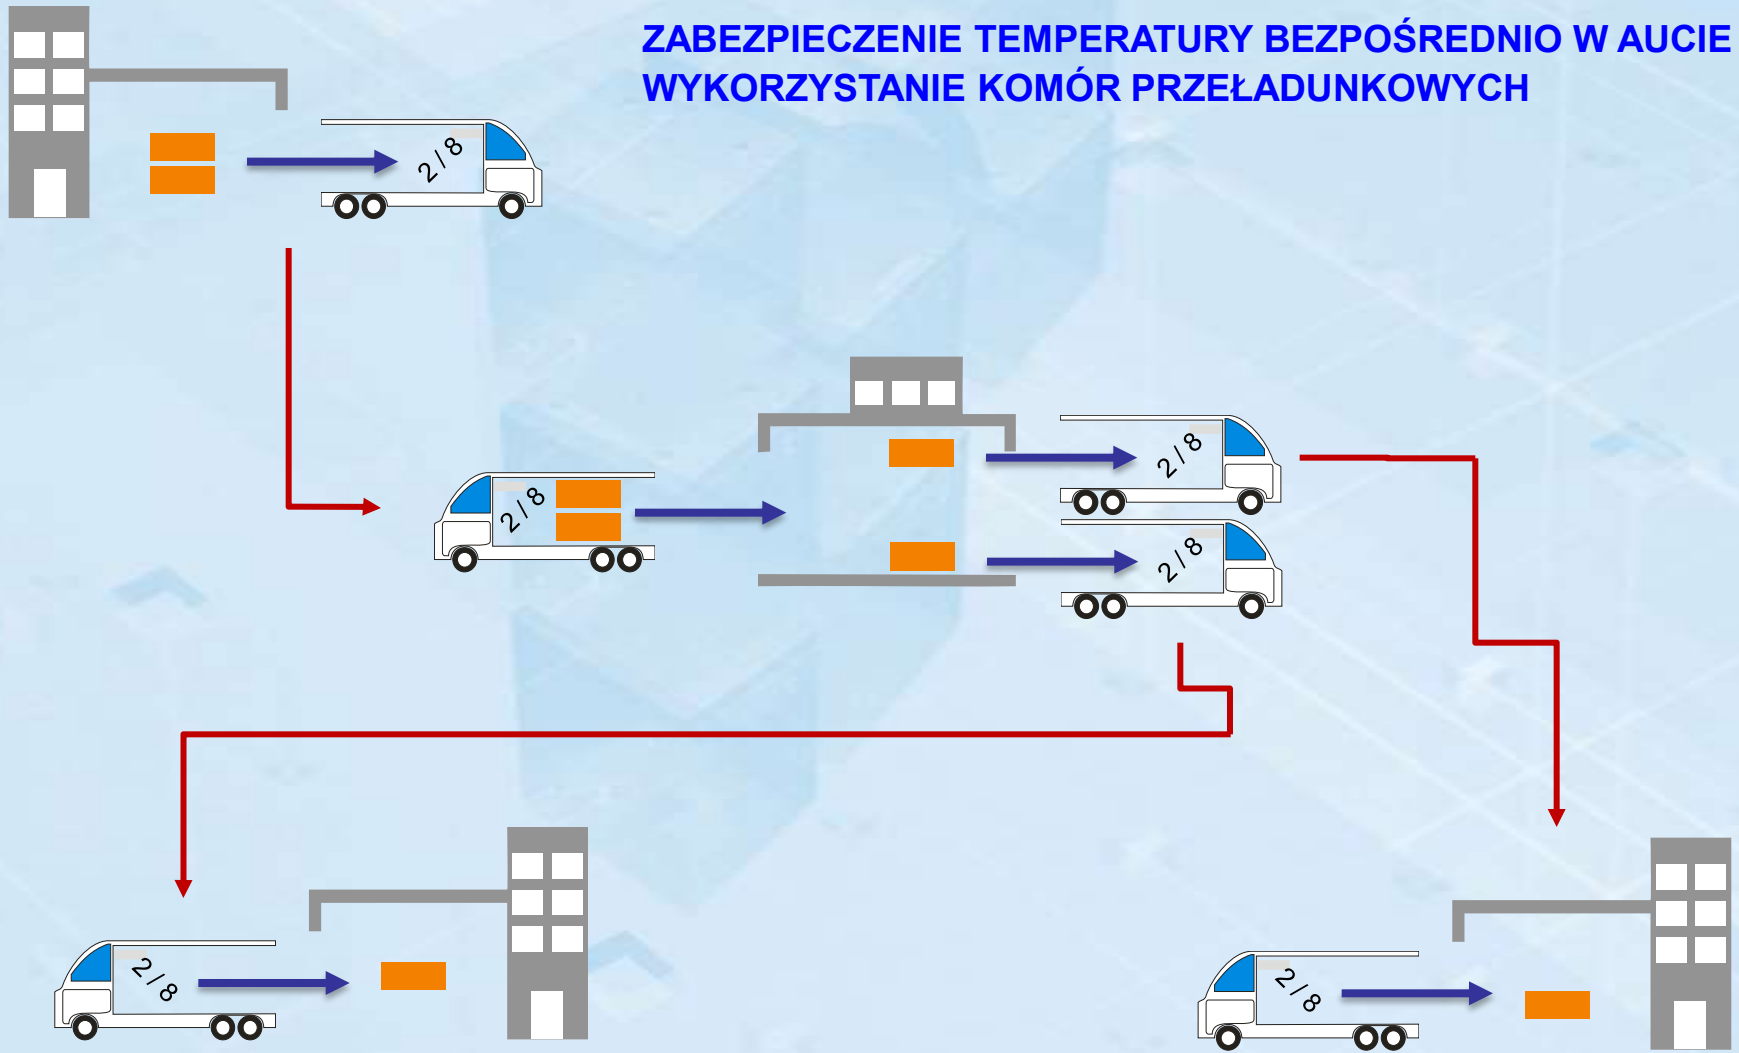 ZABEZPIECZENIE TEMPERATURY BEZPOŚREDNIO W AUCIE
WYKORZYSTANIE KOMÓR PRZEŁADUNKOWYCH
2 / 8
2 / 8
2 / 8
2 / 8
2 / 8
2 / 8